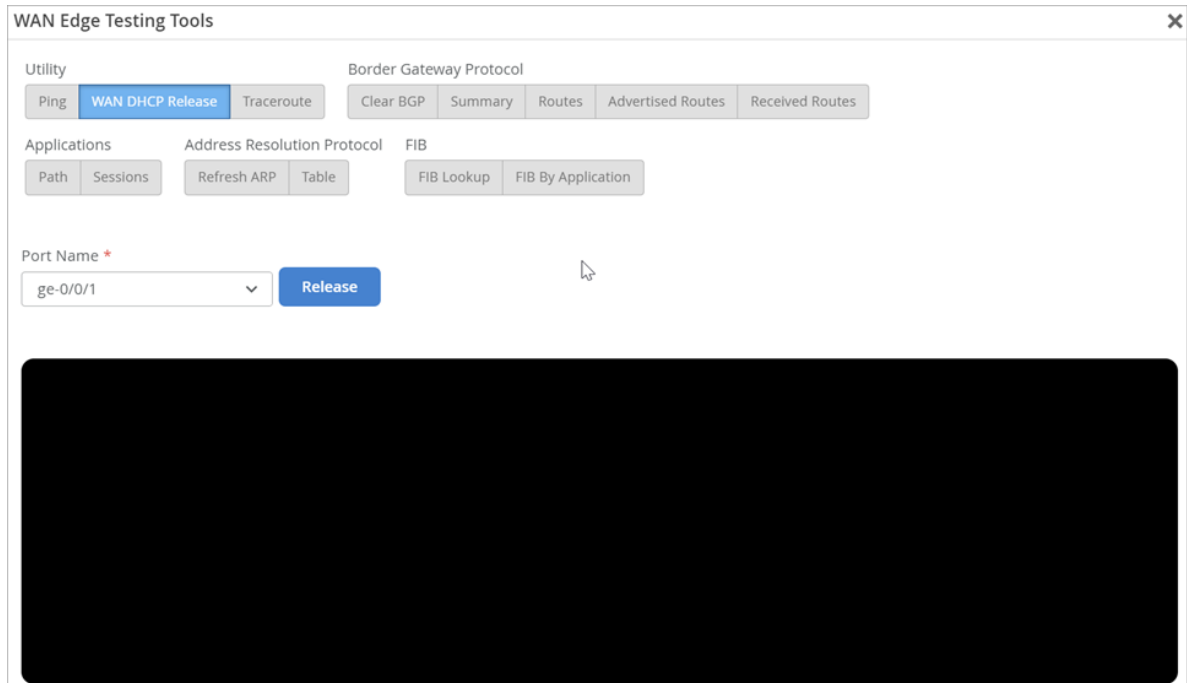 WAN Edge Testing Tools
Utility
Border Gateway Protocol
Ping WAN DHCP Release Traceroute
Clear BGP Summary Routes Advertised Routes Received Routes
Applications
Address Resolution Protocol
FIB
Path Sessions
Refresh ARP Table
FIB Lookup FIB By Application
Port Name *
ge-0/0/1
Release